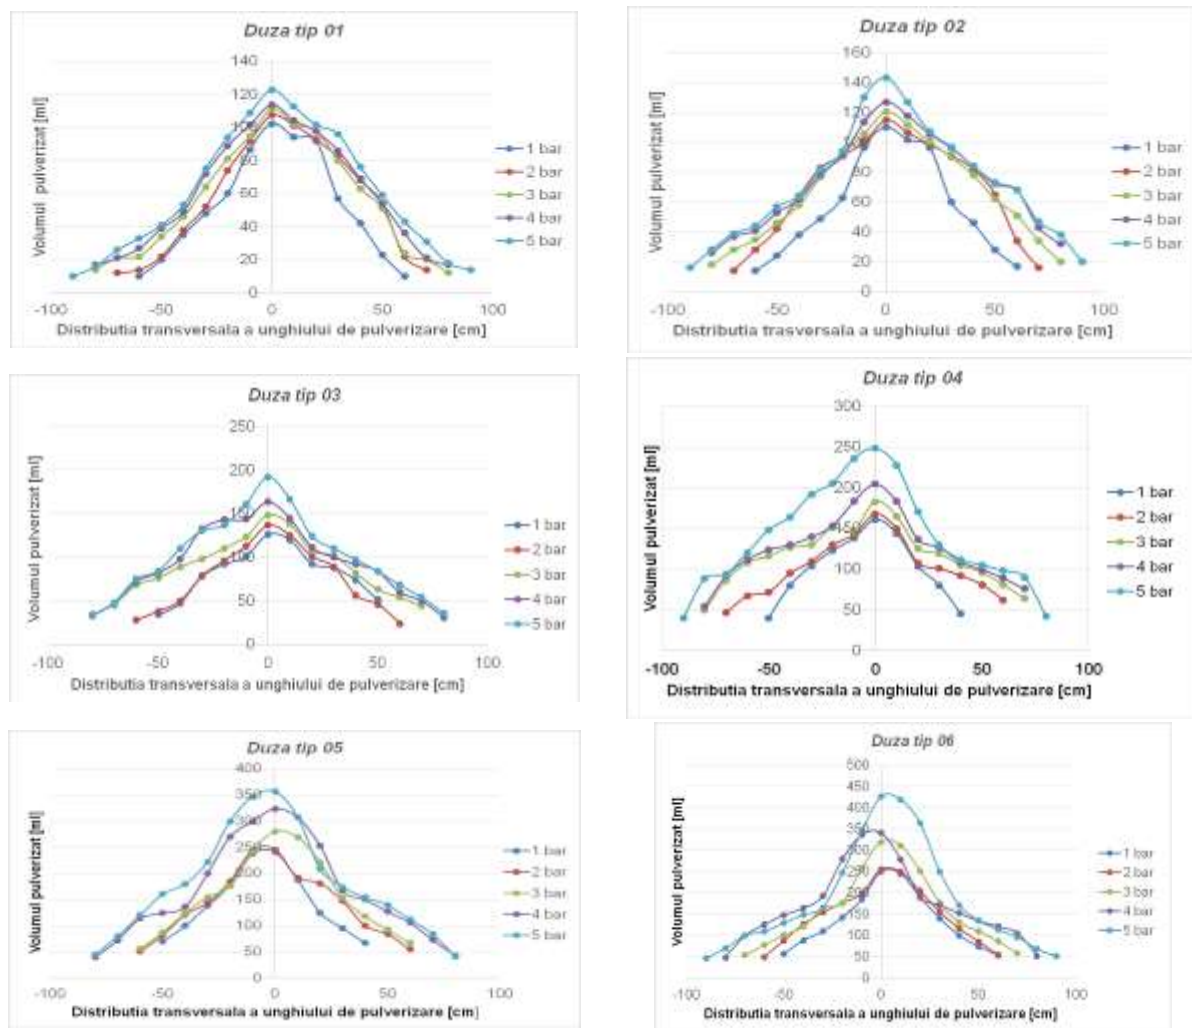 Duza tip 01
Volumul pulverizat [ml]
140
120
100
80
60
40
20
0
-100
-50
0
50
100
1 bar
2 bar
3 bar
4 bar
5 bar
Distributia transversala a unghiului de pulverizare [cm]
Duza tip 02
Volumul pulverizat [ml]
160
140
120
100
80
60
40
20
0
-100
-50
0
50
100
1 bar
2 bar
3 bar
4 bar
5 bar
Distributia trasversala a unghiului de pulverizare [cm]
Duza tip 03
Volumul pulverizat [ml]
250
200
150
100
50
0
-100
-50
0
50
100
1 bar
2 bar
3 bar
4 bar
5 bar
Distributia transversala a unghiului de pulverizare [cm]
Duza tip 04
Volumul pulverizat [ml]
300
250
200
150
100
50
0
-100
-50
0
50
100
1 bar
2 bar
3 bar
4 bar
5 bar
Distributia transversala a unghiului de pulverizare [cm]
Duza tip 05
Volumul pulverizat [ml]
400
350
300
250
200
150
100
50
0
-100
-50
0
50
100
1 bar
2 bar
3 bar
4 bar
5 bar
Distributia transversala a unghiului de pulverizare [cm]
Duza tip 06
Volumul pulverizat [ml]
500
450
400
350
300
250
200
150
100
50
0
-100
-50
0
50
100
1 bar
2 bar
3 bar
4 bar
5 bar
Distributia transversala a unghiului de pulverizare [cm]